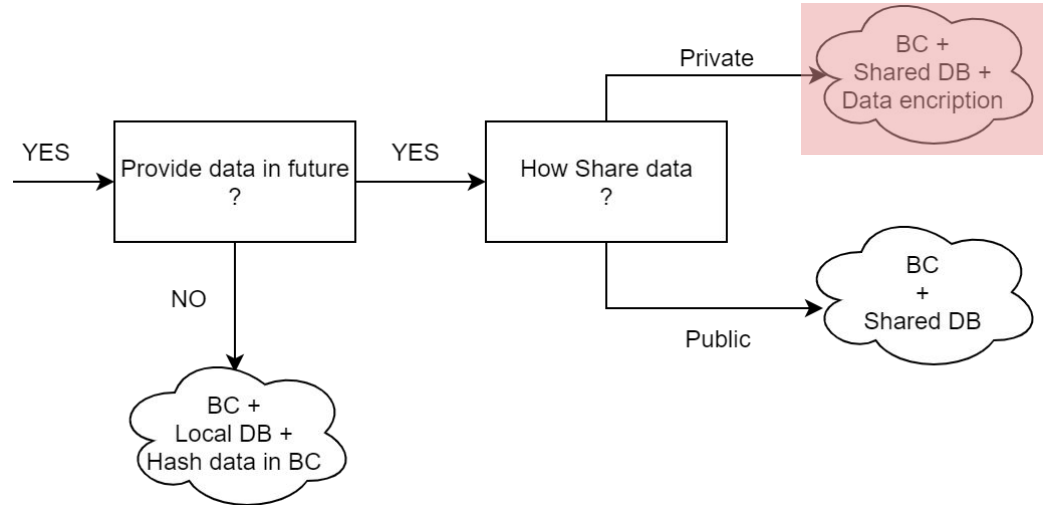 YES
Provide data in future
?
YES
How Share data
?
Private
BC +
Shared DB +
Data encription
Public
BC
+
Shared DB
NO
BC +
Local DB +
Hash data in BC